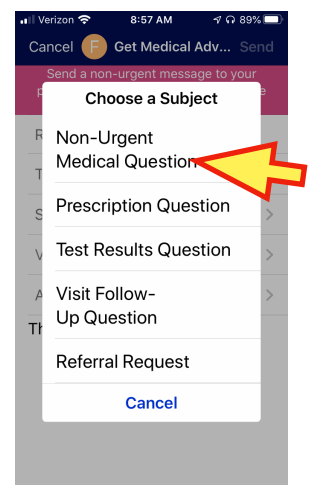 Verizon 8:57 AM 89%
Cancel F Get Medical Adv... Send
Send a non-urgent message to your
Choose a Subject
Non-Urgent
Medical Question
Prescription Question
Test Results Question
Visit Follow-
Up Question
Referral Request
Cancel